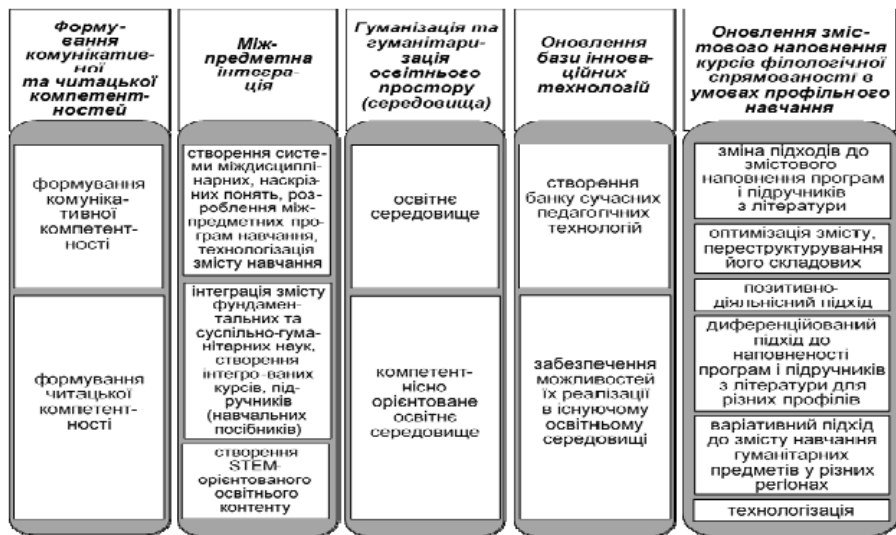 Форму-
вання
комунікатив-
ної
та читацької
компетент-
ностей
формування
комуніка-
тивної
компетент-
ності
формування
читацької
компетент-
ності
Між-
предметна
інтегра-
ція
створення систе-
ми міждисциплі-
нарних, наскріз-
них понять, роз-
роблення між-
предметних про-
грам навчання,
технологізація
змісту навчання
інтеграція змісту
фундамен-
тальних та
суспільно-гума-
нітарних наук,
створення
інтегро-ваних
курсів, під-
ручників
(навчальних
посібників)
створення
STEM-
орієнтованого
освітнього
контенту
Гуманізація та
гуманітари-
зація
освітнього
простору
(середовища)
освітнє
середовище
компетент-
нісно
орієнтоване
освітнє
середовище
Оновлення
бази іннова-
ційних
технологій
створення
банку сучасних
педагогічних
технологій
забезпечення
можливостей
їх реалізації
в існуючому
освітньому
середовищі
Оновлення зміс-
тового наповнення
курсів філологічної
спрямованості в
умовах профільного
навчання
зміна підходів до
змістового
наповнення програм
і підручників
з літератури
оптимізація змісту,
переструктурування
його складових
позитивно-
діяльнісний підхід
диференційований
підхід до
наповненості
програм і підручників
з літератури для
різних профілів
варіативний підхід
до змісту навчання
гуманітарних
предметів у різних
регіонах
технологізація